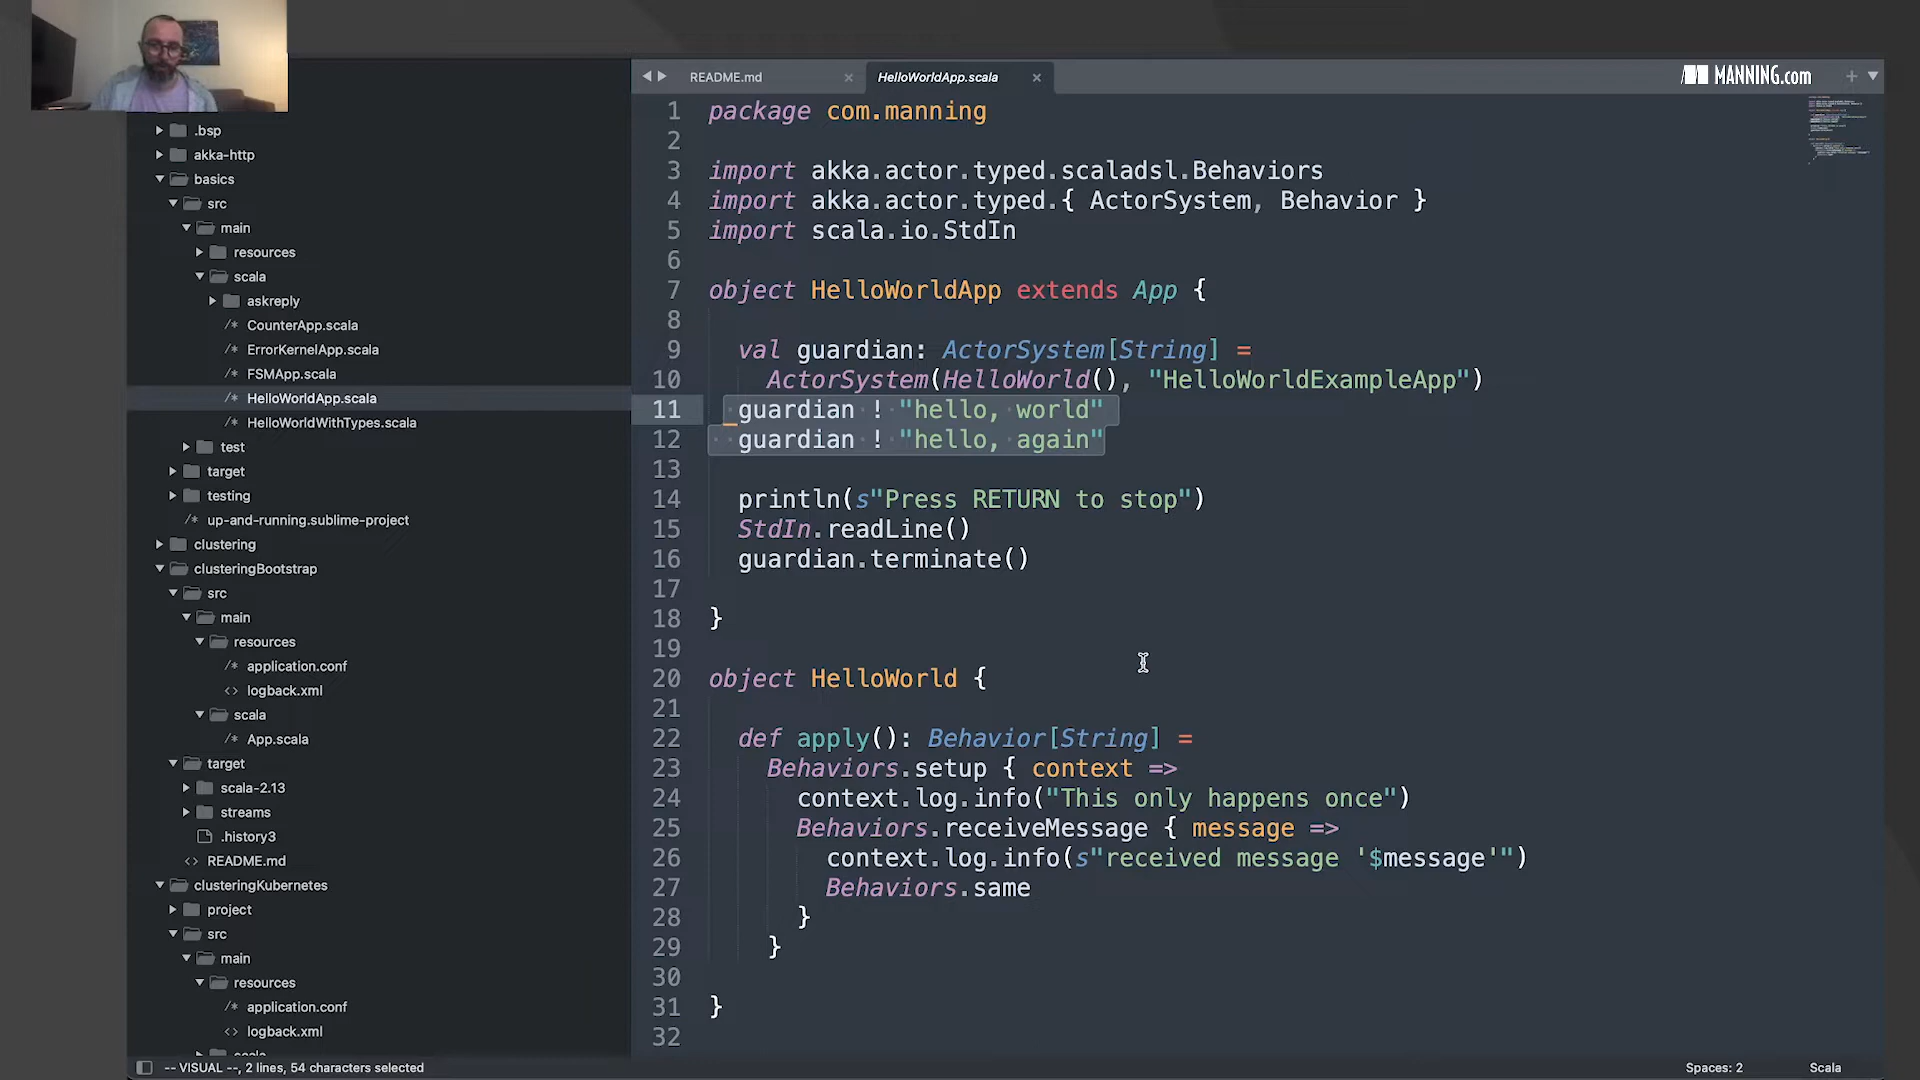 README.md
HelloWorldApp.scala
MANNING.com
.bsp
akka-http
basics
src
main
resources
scala
askreply
CounterApp.scala
ErrorKernelApp.scala
FSMApp.scala
HelloWorldApp.scala
HelloWorldWithTypes.scala
test
target
testing
up-and-running.sublime-project
clustering
clusteringBootstrap
src
main
resources
application.conf
logback.xml
scala
App.scala
target
scala-2.13
streams
.history3
README.md
clusteringKubernetes
project
src
main
resources
application.conf
logback.xml
scala
1 package com.manning
2
3 import akka.actor.typed.scaladsl.Behaviors
4 import akka.actor.typed.{ ActorSystem, Behavior }
5 import scala.io.StdIn
6
7 object HelloWorldApp extends App {
8
9 val guardian: ActorSystem[String] =
10 ActorSystem(HelloWorld(), "HelloWorldExampleApp")
11 guardian ! "hello, world"
12 guardian ! "hello, again"
13
14 println(s"Press RETURN to stop")
15 StdIn.readLine()
16 guardian.terminate()
17
18 }
19
20 object HelloWorld {
21
22 def apply(): Behavior[String] =
23 Behaviors.setup { context =>
24 context.log.info("This only happens once")
25 Behaviors.receiveMessage { message =>
26 context.log.info(s"received message '$message'")
27 Behaviors.same
28 }
29 }
30
31 }
32
-- VISUAL --, 2 lines, 54 characters selected
Spaces: 2
Scala